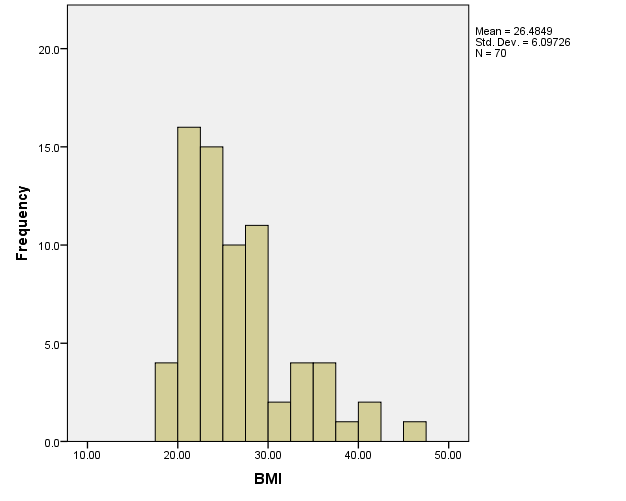 Mean = 26.4849
Std. Dev. = 6.09726
N = 70
20.0
15.0
10.0
5.0
0.0
Frequency
10.00 20.00 30.00 40.00 50.00
BMI